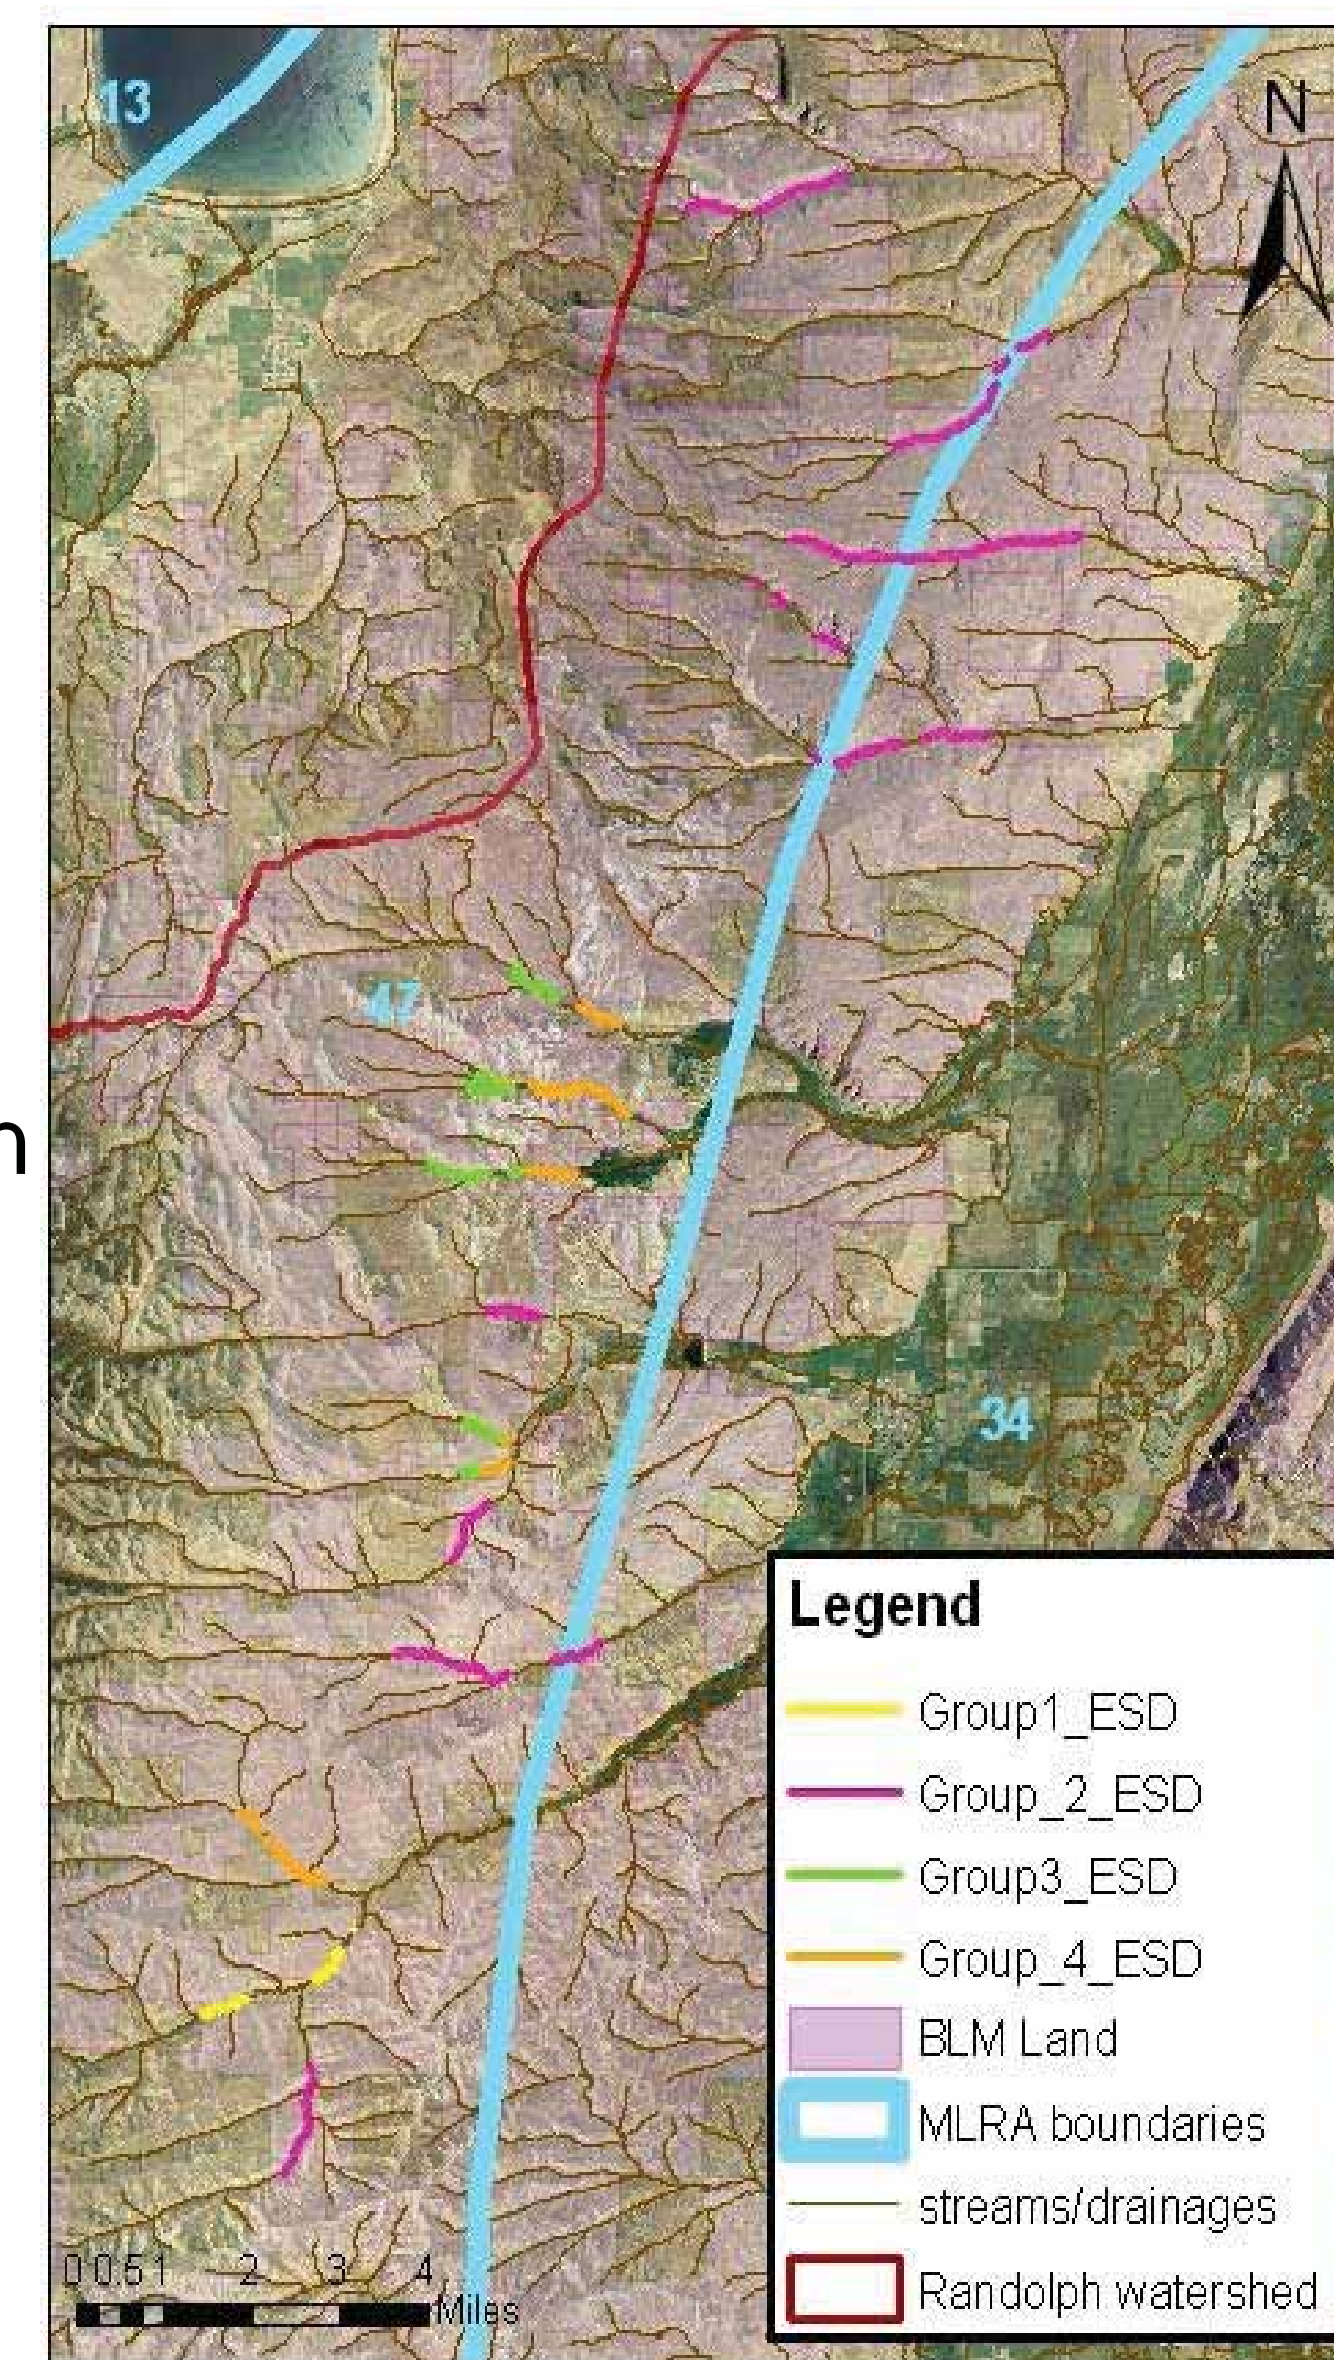 13
N
47
n
34
Legend
Group1_ESD
Group_2_ESD
Group3_ESD
Group_4_ESD
BLM Land
MLRA boundaries
streams/drainages
Randolph watershed
0 0.5 1 2 3 4
Miles